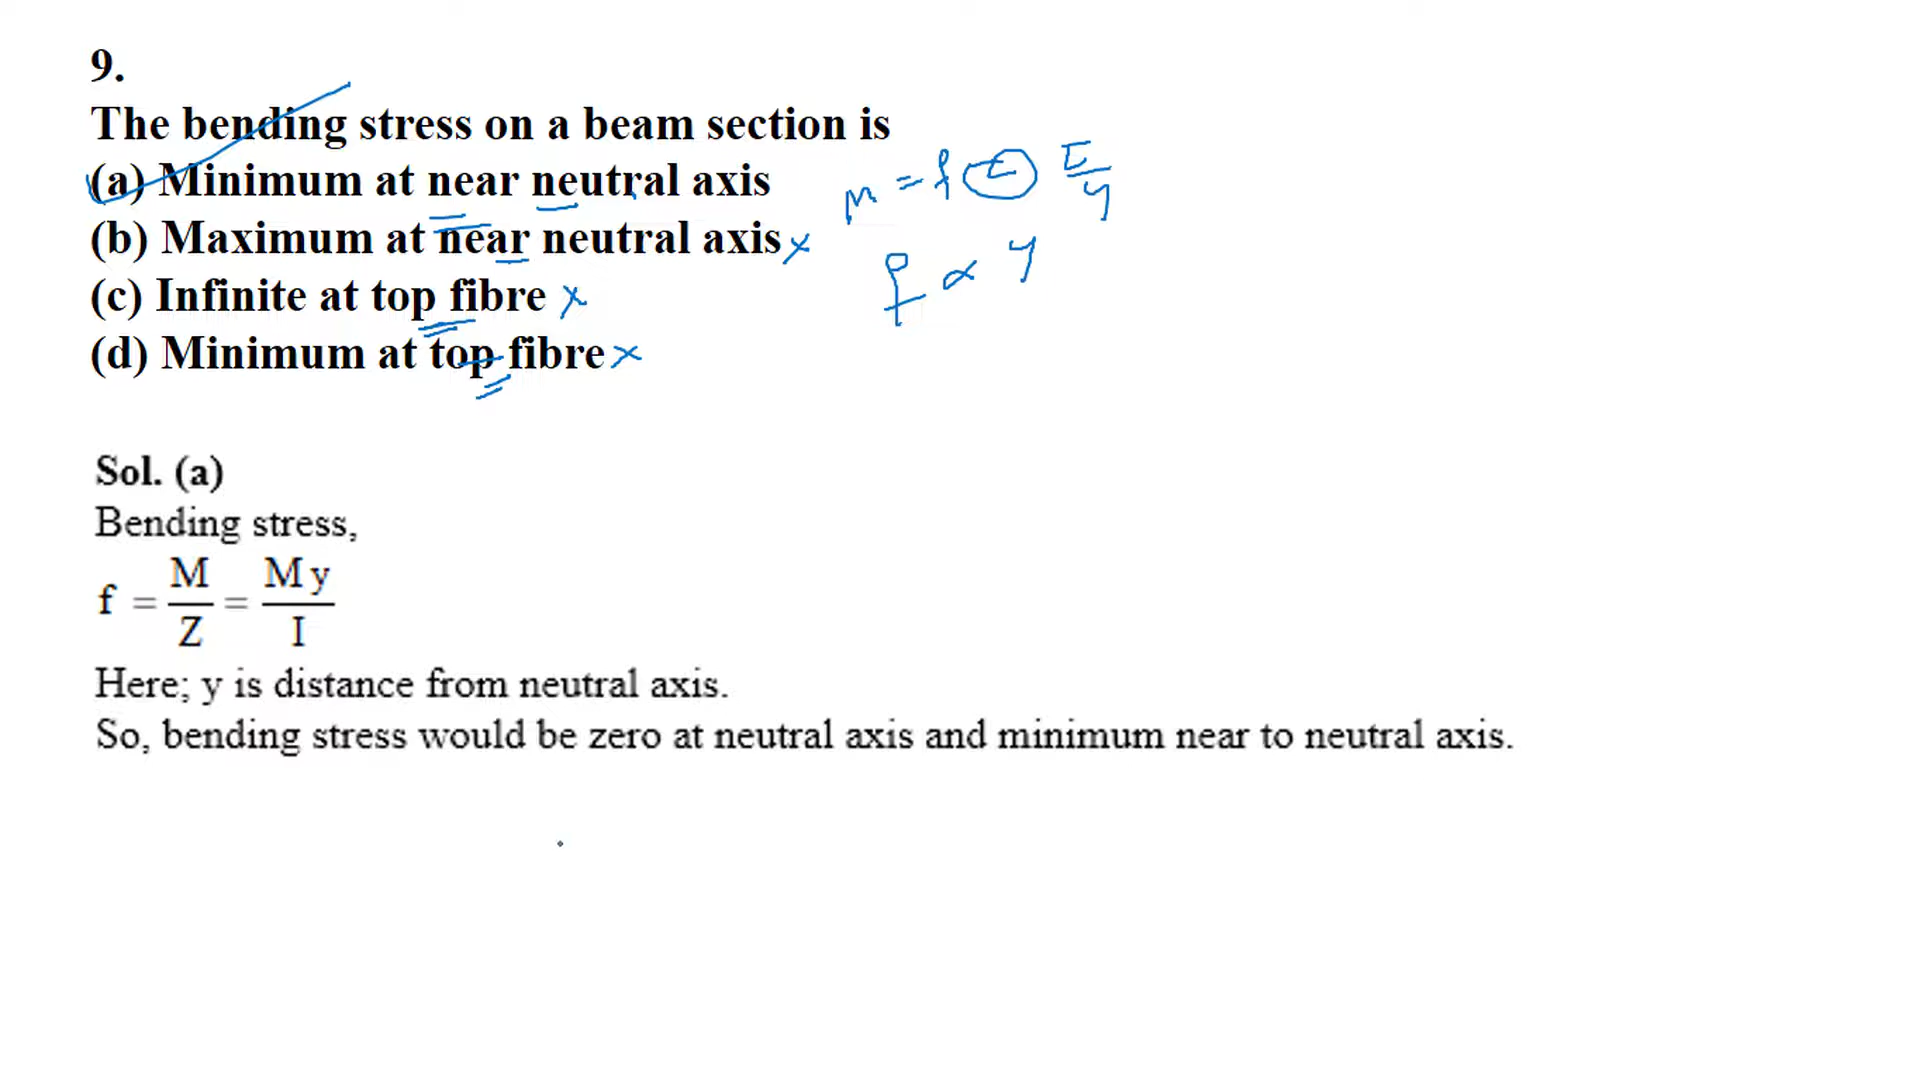 9.
The bending stress on a beam section is
(a) Minimum at near neutral axis
(b) Maximum at near neutral axis x
(c) Infinite at top fibre x
(d) Minimum at top fibre x
M = f
f ∝ y
Sol. (a)
Bending stress,
f = M/Z = My/I
Here; y is distance from neutral axis.
So, bending stress would be zero at neutral axis and minimum near to neutral axis.